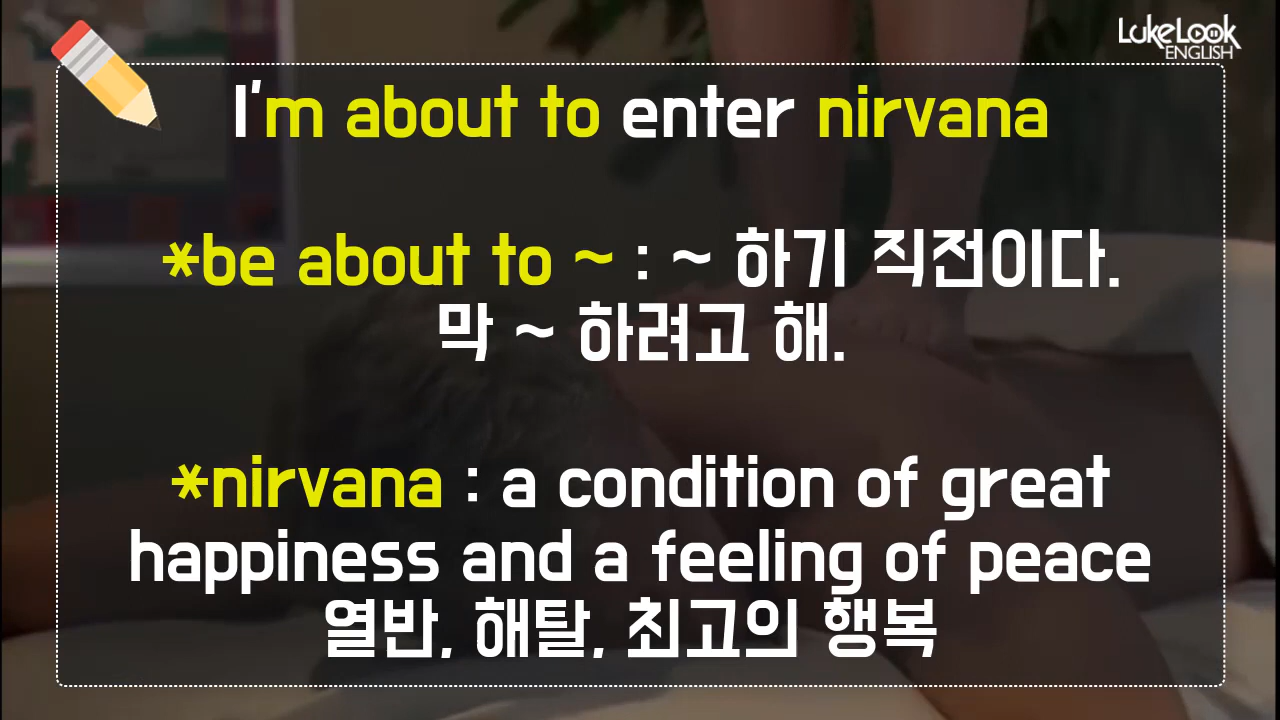 LukeLook
ENGLISH
I'm about to enter nirvana
*be about to ~ : ~ 하기 직전이다.
막 ~ 하려고 해.
*nirvana : a condition of great
happiness and a feeling of peace
열반, 해탈, 최고의 행복